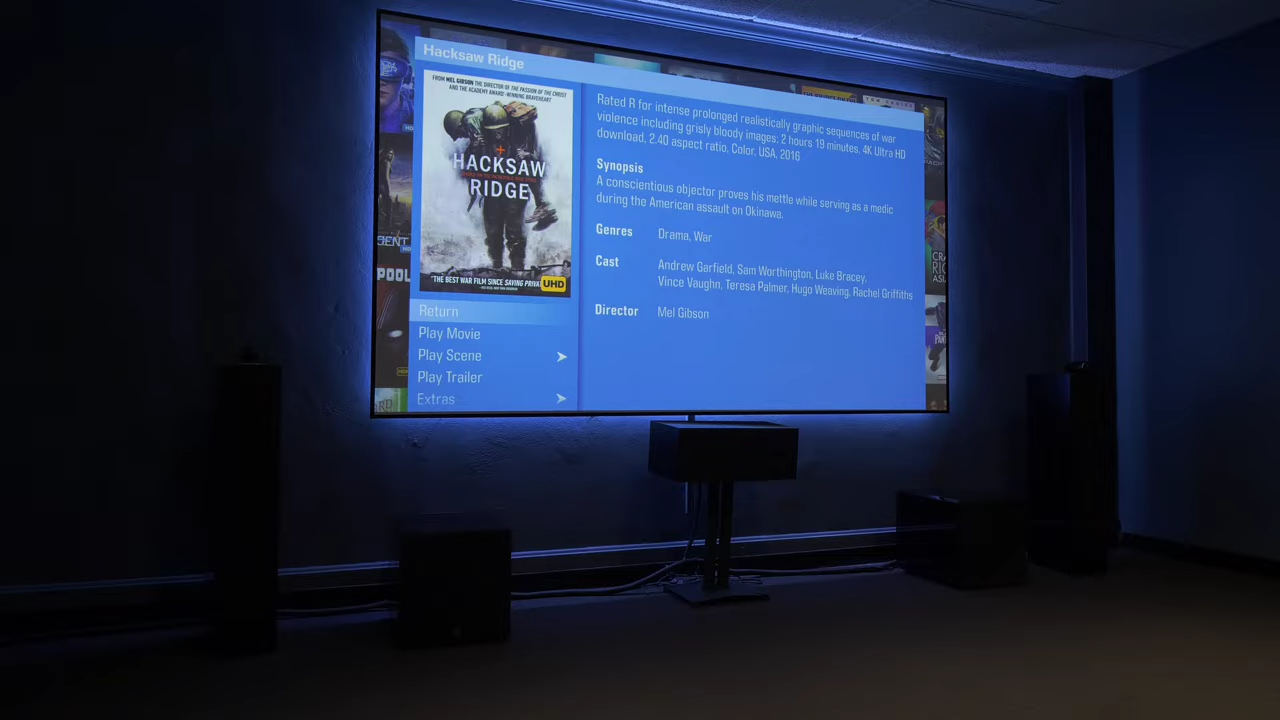 Hacksaw Ridge
FROM MEL GIBSON THE DIRECTOR OF THE PASSION OF THE CHRIST
AND THE ACADEMY AWARD-WINNING BRAVEHEART
HACKSAW
RIDGE
"THE BEST WAR FILM SINCE SAVING PRIVA
UHD
Return
Play Movie
Play Scene
Play Trailer
Extras
Rated R for intense prolonged realistically graphic sequences of war
violence including grisly bloody images; 2 hours 19 minutes, 4K Ultra HD
download, 2.40 aspect ratio, Color, USA, 2016
Synopsis
A conscientious objector proves his mettle while serving as a medic
during the American assault on Okinawa.
Genres Drama, War
Cast Andrew Garfield, Sam Worthington, Luke Bracey,
Vince Vaughn, Teresa Palmer, Hugo Weaving, Rachel Griffiths
Director Mel Gibson
POOL